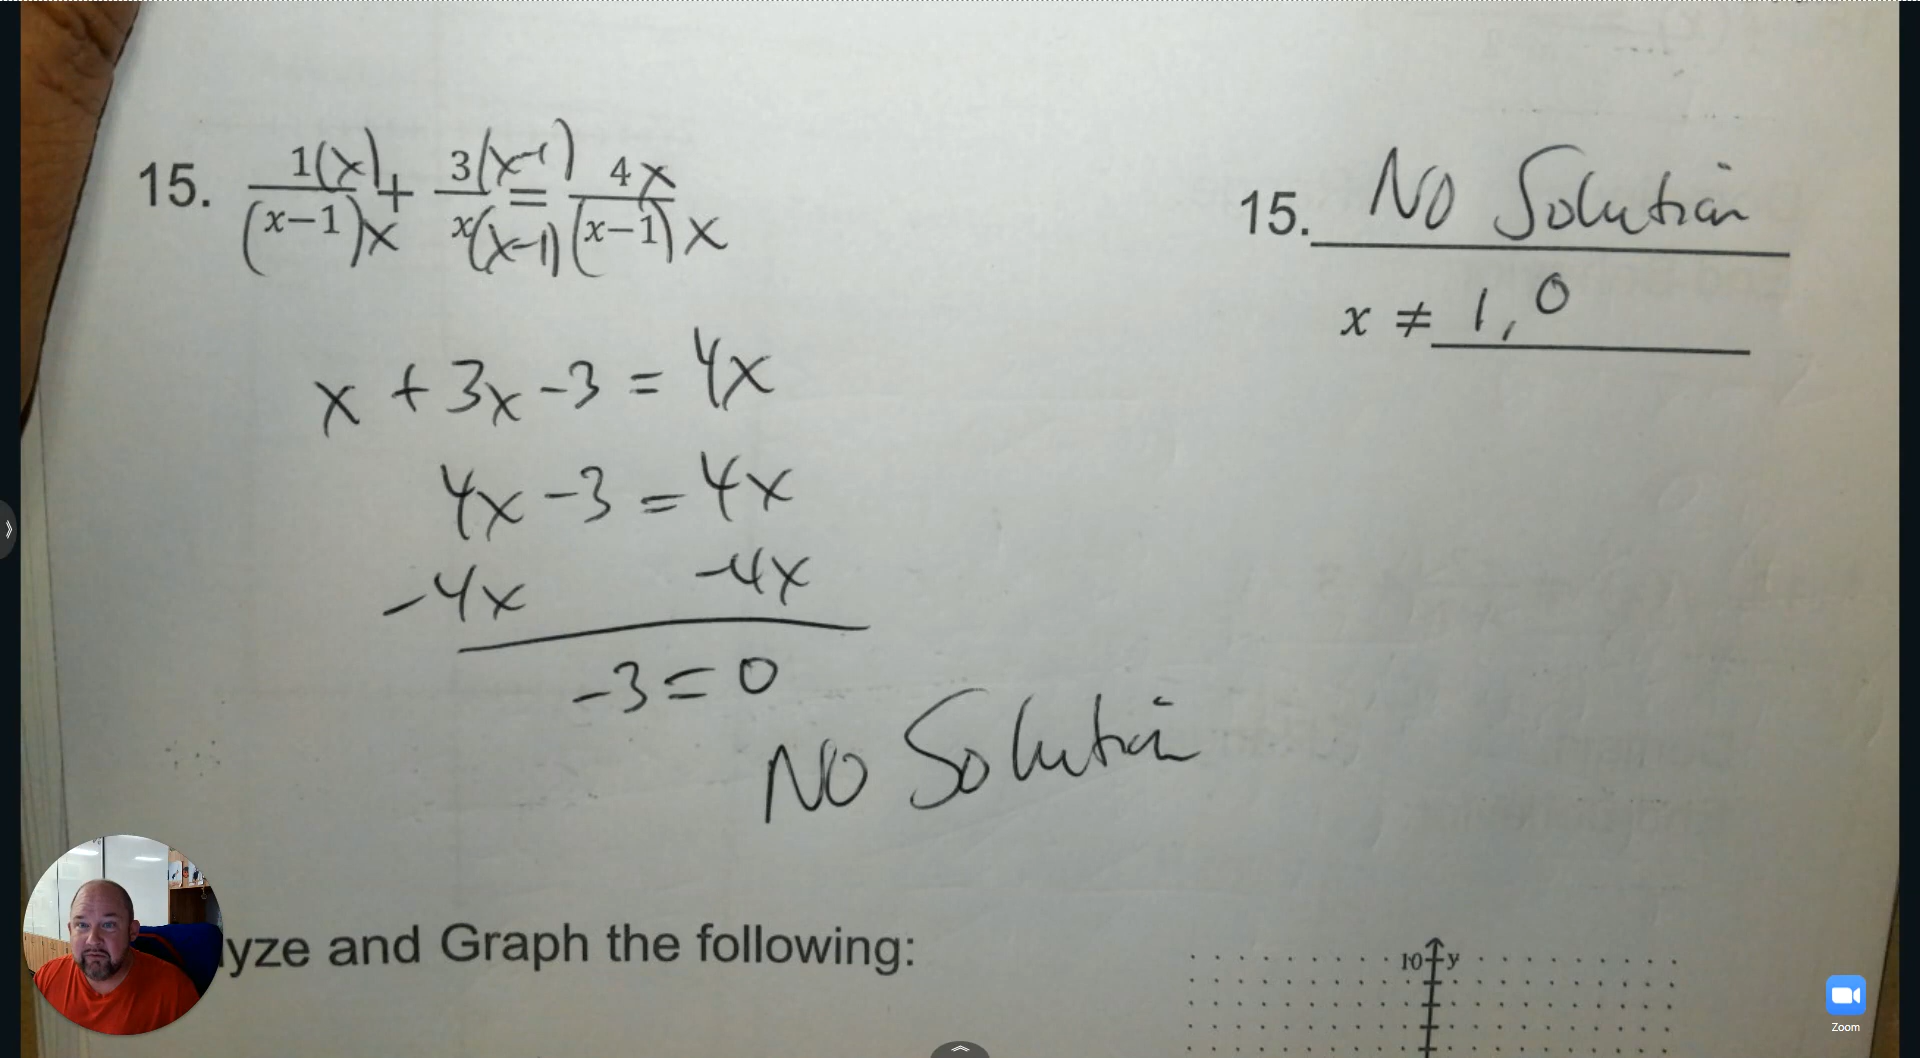 15. 1(x)/(x-1)x + 3(x-1)/x(x-1) = 4x/(x-1)x
15. No Solution
x ≠ 1, 0
x + 3x - 3 = 4x
4x - 3 = 4x
-4x -4x
-3 = 0
No Solution
lyze and Graph the following:
10 y
Zoom